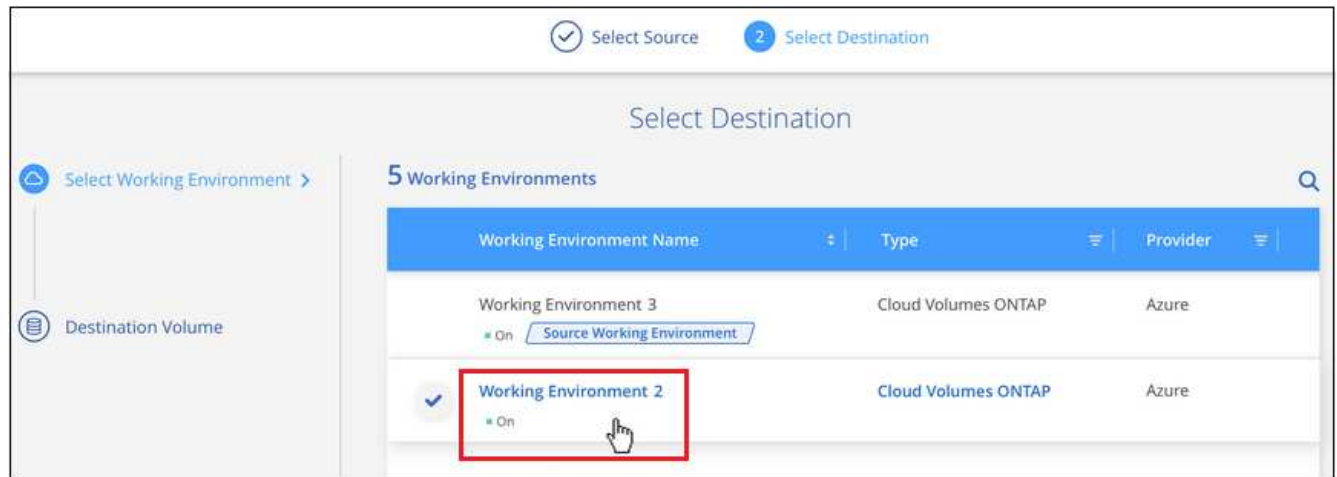 Select Source
2 Select Destination
Select Destination
Select Working Environment >
5 Working Environments
Working Environment Name Type Provider
Working Environment 3 Cloud Volumes ONTAP Azure
On Source Working Environment
Destination Volume
Working Environment 2 Cloud Volumes ONTAP Azure
On